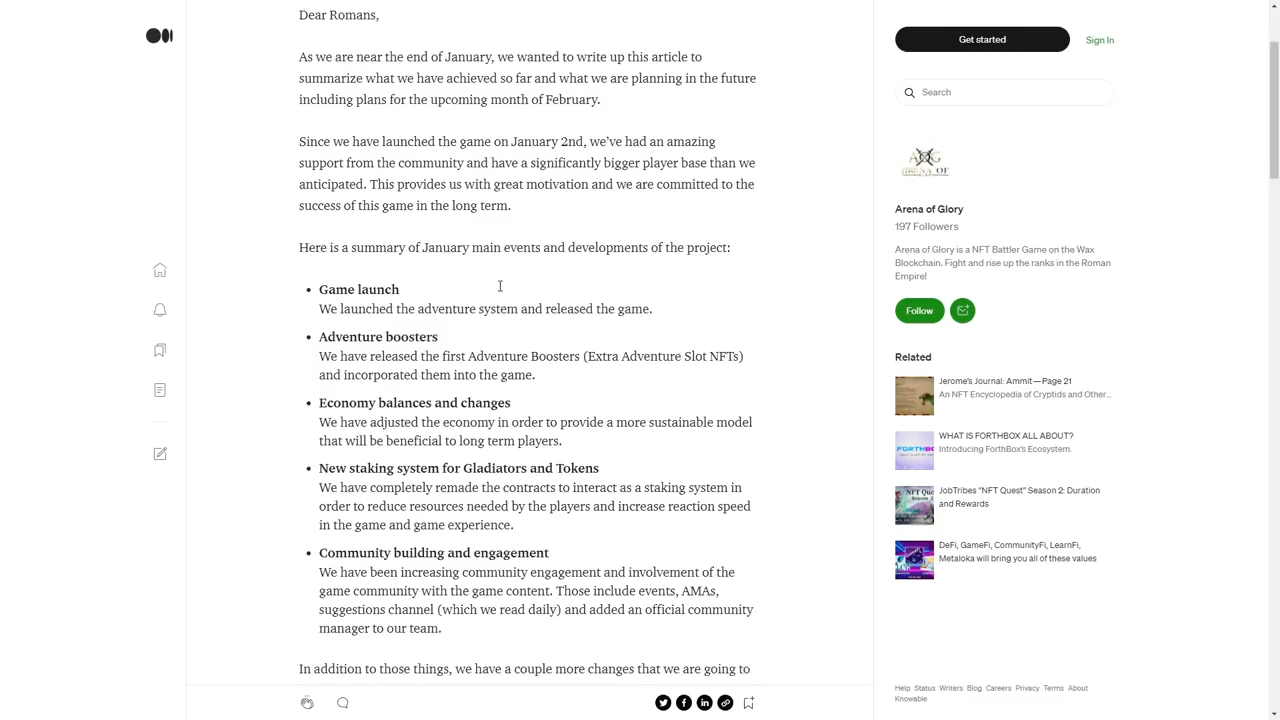 Dear Romans,
As we are near the end of January, we wanted to write up this article to
summarize what we have achieved so far and what we are planning in the future
including plans for the upcoming month of February.
Since we have launched the game on January 2nd, we've had an amazing
support from the community and have a significantly bigger player base than we
anticipated. This provides us with great motivation and we are committed to the
success of this game in the long term.
Here is a summary of January main events and developments of the project:
• Game launch
We launched the adventure system and released the game.
• Adventure boosters
We have released the first Adventure Boosters (Extra Adventure Slot NFTs)
and incorporated them into the game.
• Economy balances and changes
We have adjusted the economy in order to provide a more sustainable model
that will be beneficial to long term players.
• New staking system for Gladiators and Tokens
We have completely remade the contracts to interact as a staking system in
order to reduce resources needed by the players and increase reaction speed
in the game and game experience.
• Community building and engagement
We have been increasing community engagement and involvement of the
game community with the game content. Those include events, AMAs,
suggestions channel (which we read daily) and added an official community
manager to our team.
In addition to those things, we have a couple more changes that we are going to
Get started
Sign In
Search
AOG
ARENA OF
Arena of Glory
197 Followers
Arena of Glory is a NFT Battler Game on the Wax
Blockchain. Fight and rise up the ranks in the Roman
Empire!
Follow
Related
Jerome's Journal: Ammit — Page 21
An NFT Encyclopedia of Cryptids and Other...
WHAT IS FORTHBOX ALL ABOUT?
Introducing ForthBox's Ecosystem.
JobTribes "NFT Quest" Season 2: Duration
and Rewards
DeFi, GameFi, CommunityFi, LearnFi,
Metaloka will bring you all of these values
Help Status Writers Blog Careers Privacy Terms About
Knowable